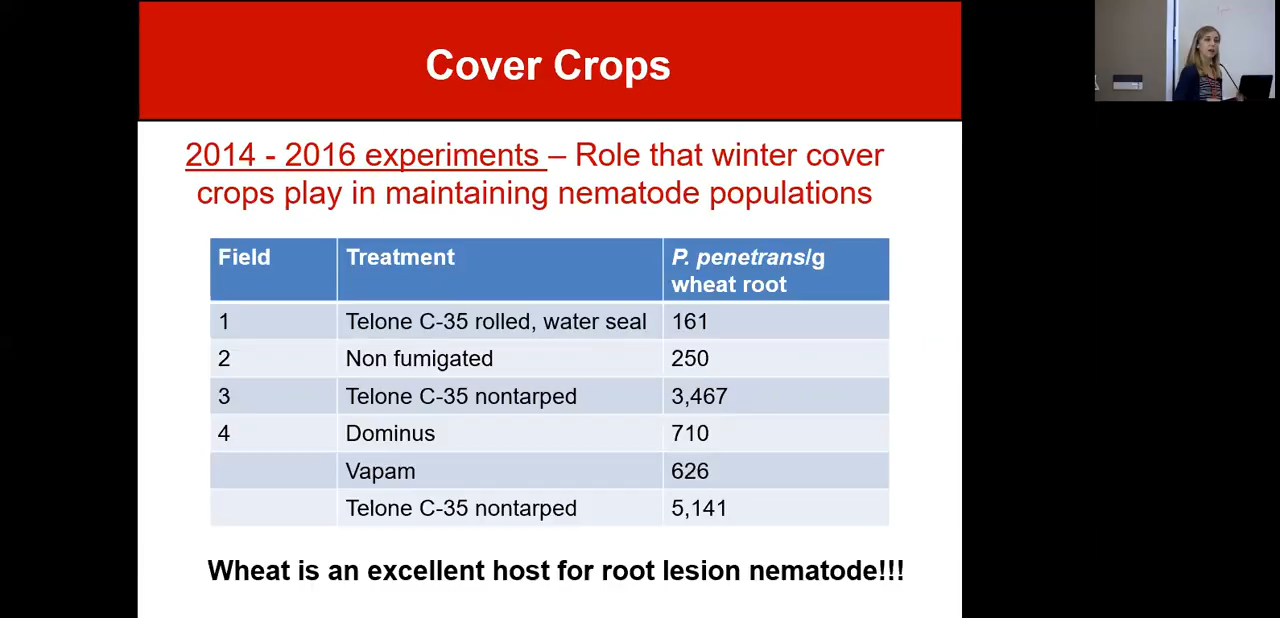 Cover Crops
2014 - 2016 experiments – Role that winter cover
crops play in maintaining nematode populations
Field Treatment P. penetrans/g
wheat root
1 Telone C-35 rolled, water seal 161
2 Non fumigated 250
3 Telone C-35 nontarped 3,467
4 Dominus 710
Vapam 626
Telone C-35 nontarped 5,141
Wheat is an excellent host for root lesion nematode!!!